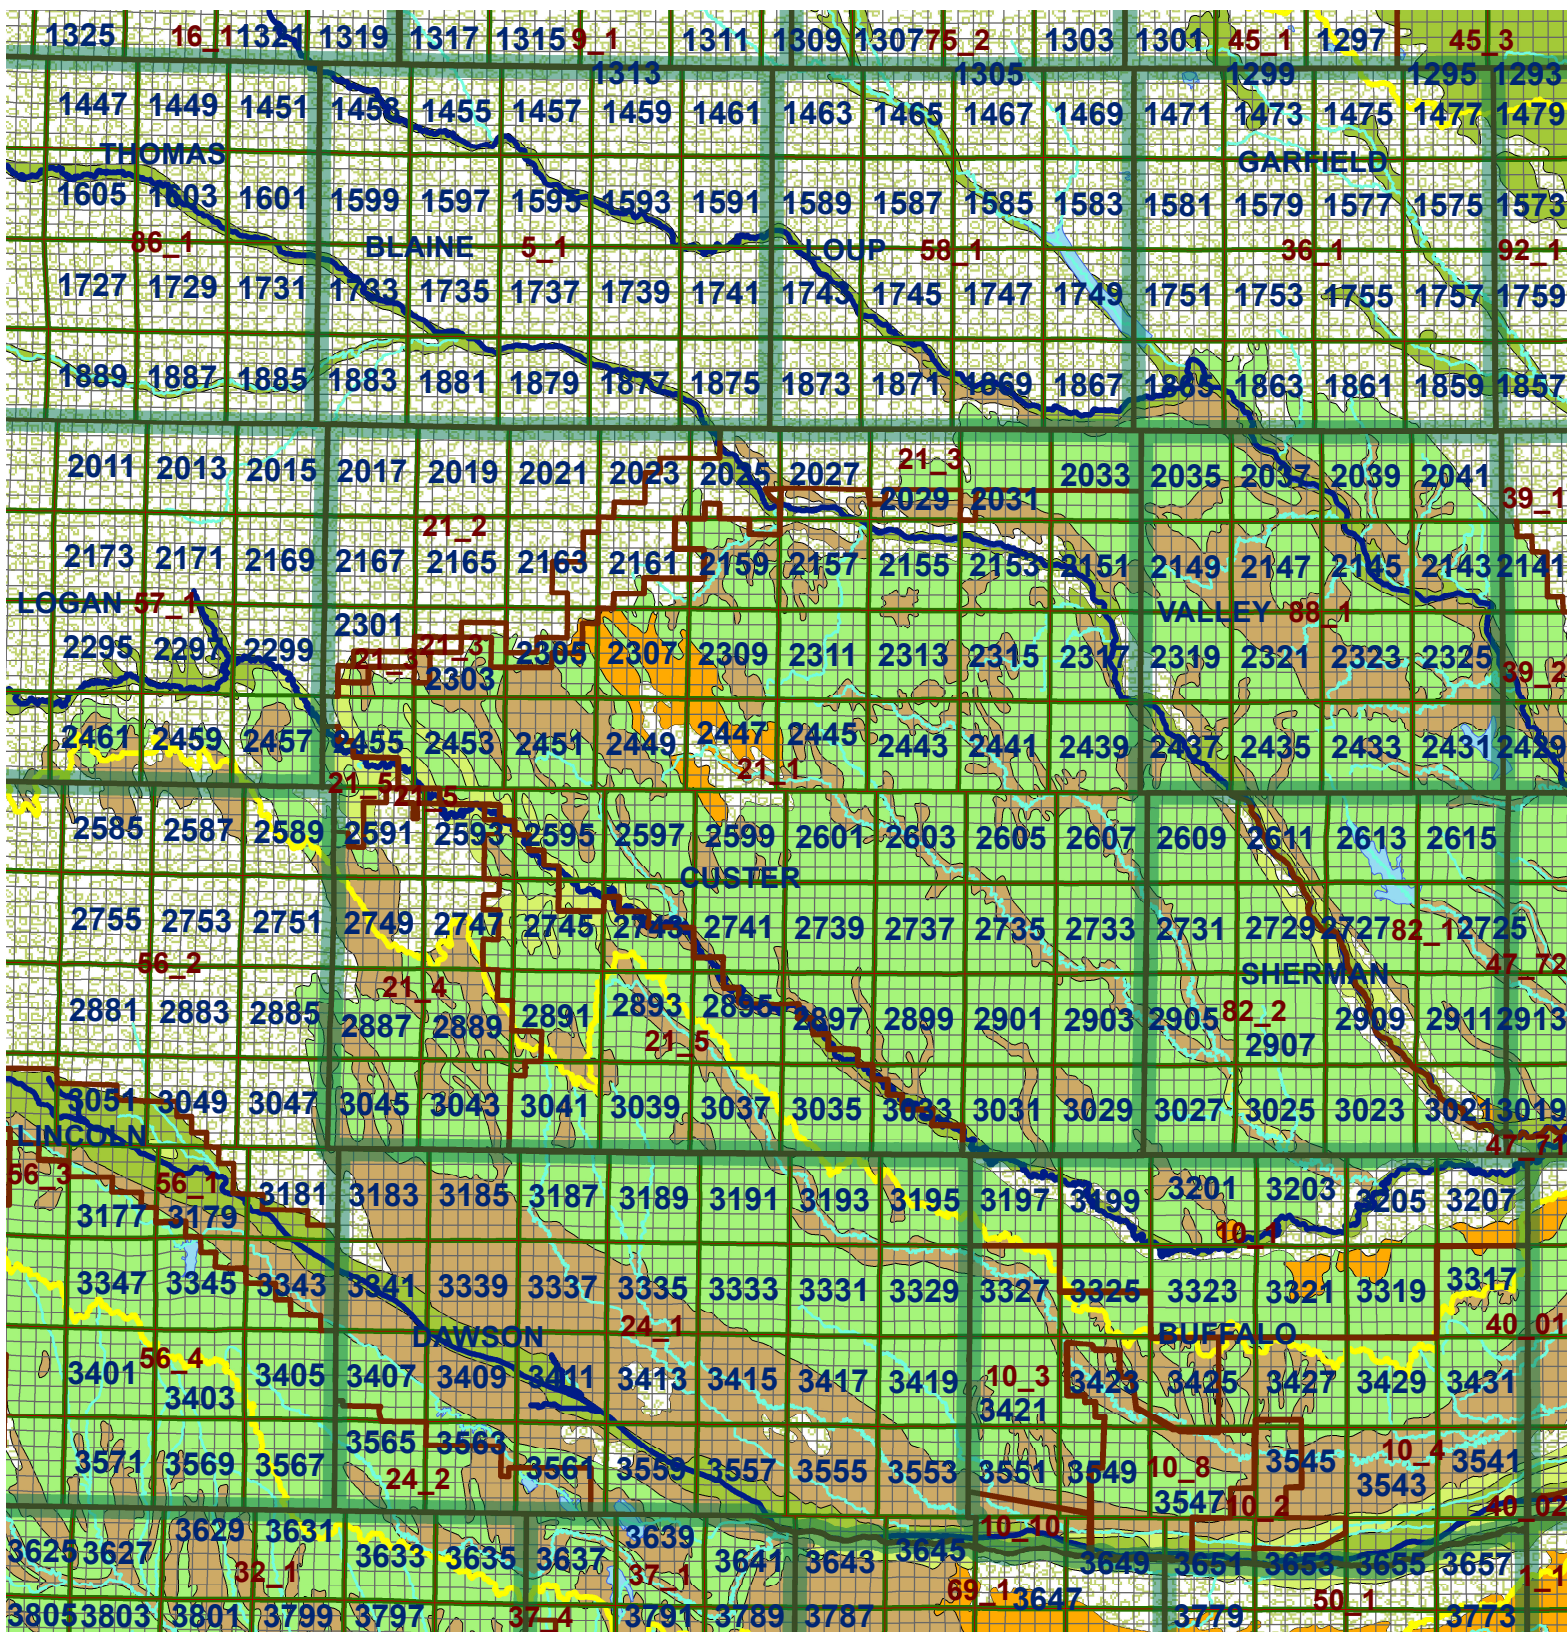 1325 16_1 1321 1319 1317 1315 9_1 1311 1309 1307 75_2 1303 1301 45_1 1297 45_3
1313 1305 1299 1295 1293
1447 1449 1451 1453 1455 1457 1459 1461 1463 1465 1467 1469 1471 1473 1475 1477 1479
THOMAS GARFIELD
1605 1603 1601 1599 1597 1595 1593 1591 1589 1587 1585 1583 1581 1579 1577 1575 1573
86_1 BLAINE 5_1 LOUP 58_1 36_1 92_1
1727 1729 1731 1733 1735 1737 1739 1741 1743 1745 1747 1749 1751 1753 1755 1757 1759
1889 1887 1885 1883 1881 1879 1877 1875 1873 1871 1869 1867 1865 1863 1861 1859 1857
2011 2013 2015 2017 2019 2021 2023 2025 2027 21_3 2033 2035 2037 2039 2041
2029 2031 39_1
21_2
2173 2171 2169 2167 2165 2163 2161 2159 2157 2155 2153 2151 2149 2147 2145 2143 2141
LOGAN 57_1 VALLEY 88_1
2301
2295 2297 2299 21_3 21_3 2305 2307 2309 2311 2313 2315 2317 2319 2321 2323 2325
2303 39_2
2461 2459 2457 2455 2453 2451 2449 2447 2445 2443 2441 2439 2437 2435 2433 2431 2429
21_1
21_5 21_5
2585 2587 2589 2591 2593 2595 2597 2599 2601 2603 2605 2607 2609 2611 2613 2615
CUSTER
2755 2753 2751 2749 2747 2745 2743 2741 2739 2737 2735 2733 2731 2729 2727 82_1 2725
56_2 SHERMAN 47_72
21_4
2881 2883 2885 2887 2889 2891 2893 2895 2897 2899 2901 2903 2905 82_2 2909 2911 2913
21_5 2907
3051 3049 3047 3045 3043 3041 3039 3037 3035 3033 3031 3029 3027 3025 3023 3021 3019
LINCOLN 47_71
56_3 56_1 3181 3183 3185 3187 3189 3191 3193 3195 3197 3199 3201 3203 3205 3207
3177 3179 10_1
3347 3345 3343 3341 3339 3337 3335 3333 3331 3329 3327 3325 3323 3321 3319 3317
DAWSON 24_1 BUFFALO 40_01
56_4
3401 3403 3405 3407 3409 3411 3413 3415 3417 3419 10_3 3423 3425 3427 3429 3431
3421
3571 3569 3567 3565 3563 3561 3559 3557 3555 3553 3551 3549 10_8 3545 10_4 3541
24_2 3543
3547 10_2 40_02
3629 3631 3639 10_10
3625 3627 3633 3635 3637 3641 3643 3645 3649 3651 3653 3655 3657
32_1 37_1 69_1 3647 50_1 1_1
3805 3803 3801 3799 3797 37_4 3791 3789 3787 3779 3773